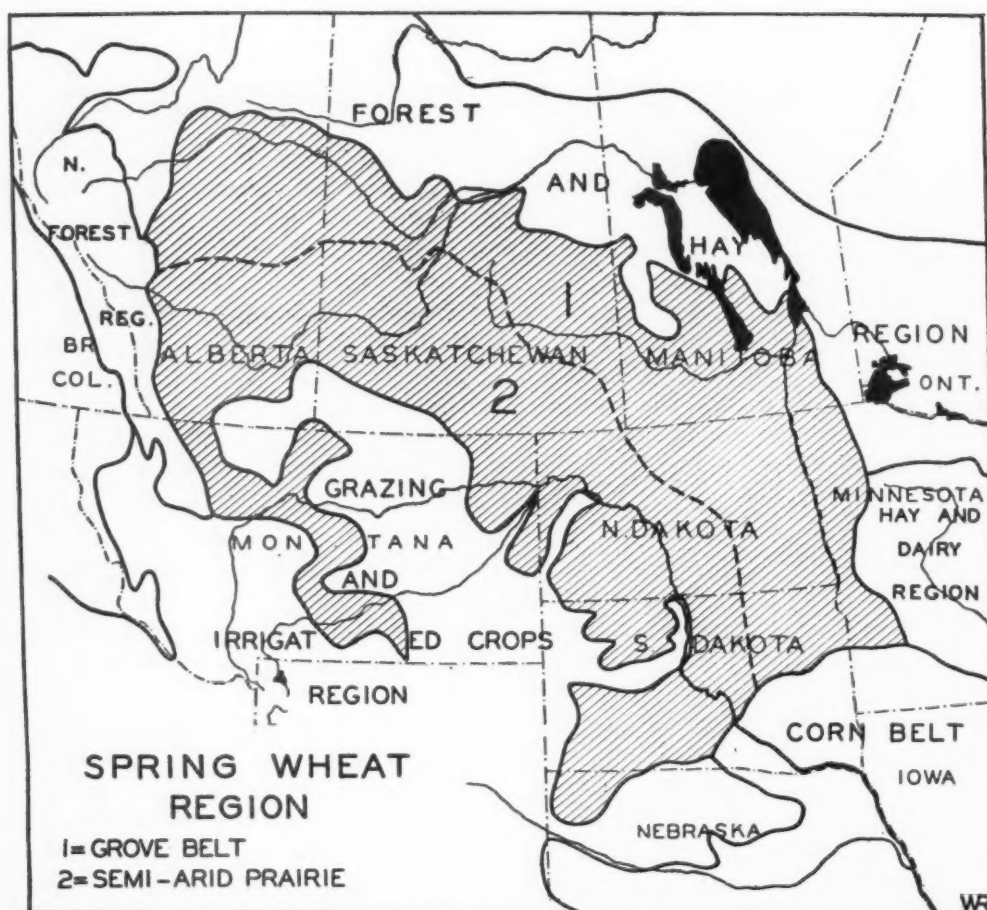 FOREST
N.
AND
FOREST
HAY
REG.
1
REGION
BR
COL.
ALBERTA
SASKATCHEWAN
MANITOBA
ONT.
2
GRAZING
MINNESOTA
HAY AND
DAIRY
REGION
MON TANA
N. DAKOTA
AND
IRRIGAT ED CROPS
S. DAKOTA
REGION
CORN BELT
IOWA
SPRING WHEAT
REGION
NEBRASKA
1=GROVE BELT
2=SEMI-ARID PRAIRIE
WR